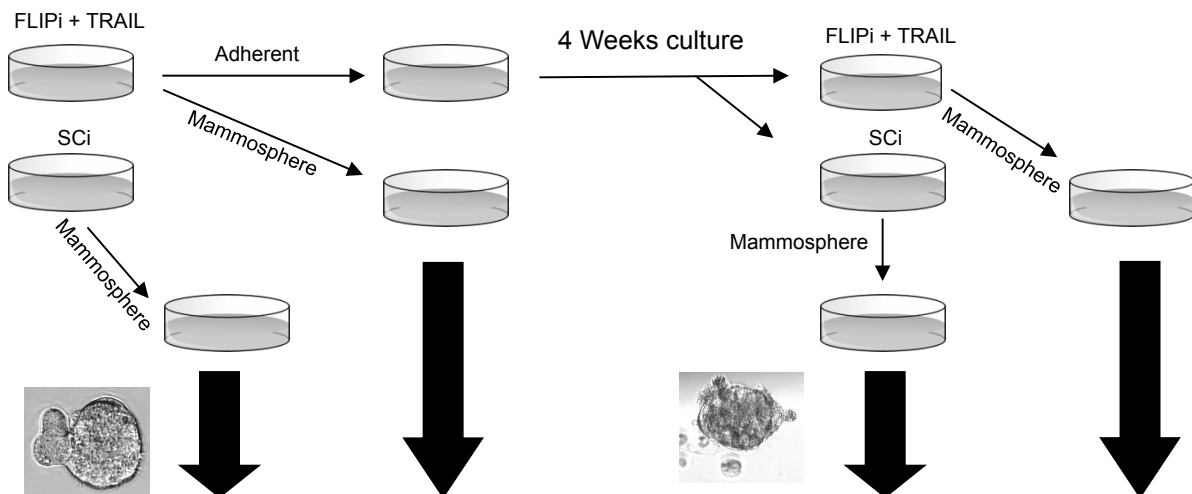 FLIPi + TRAIL
Adherent
4 Weeks culture
FLIPi + TRAIL
Mammosphere
SCi
SCi
Mammosphere
Mammosphere
Mammosphere